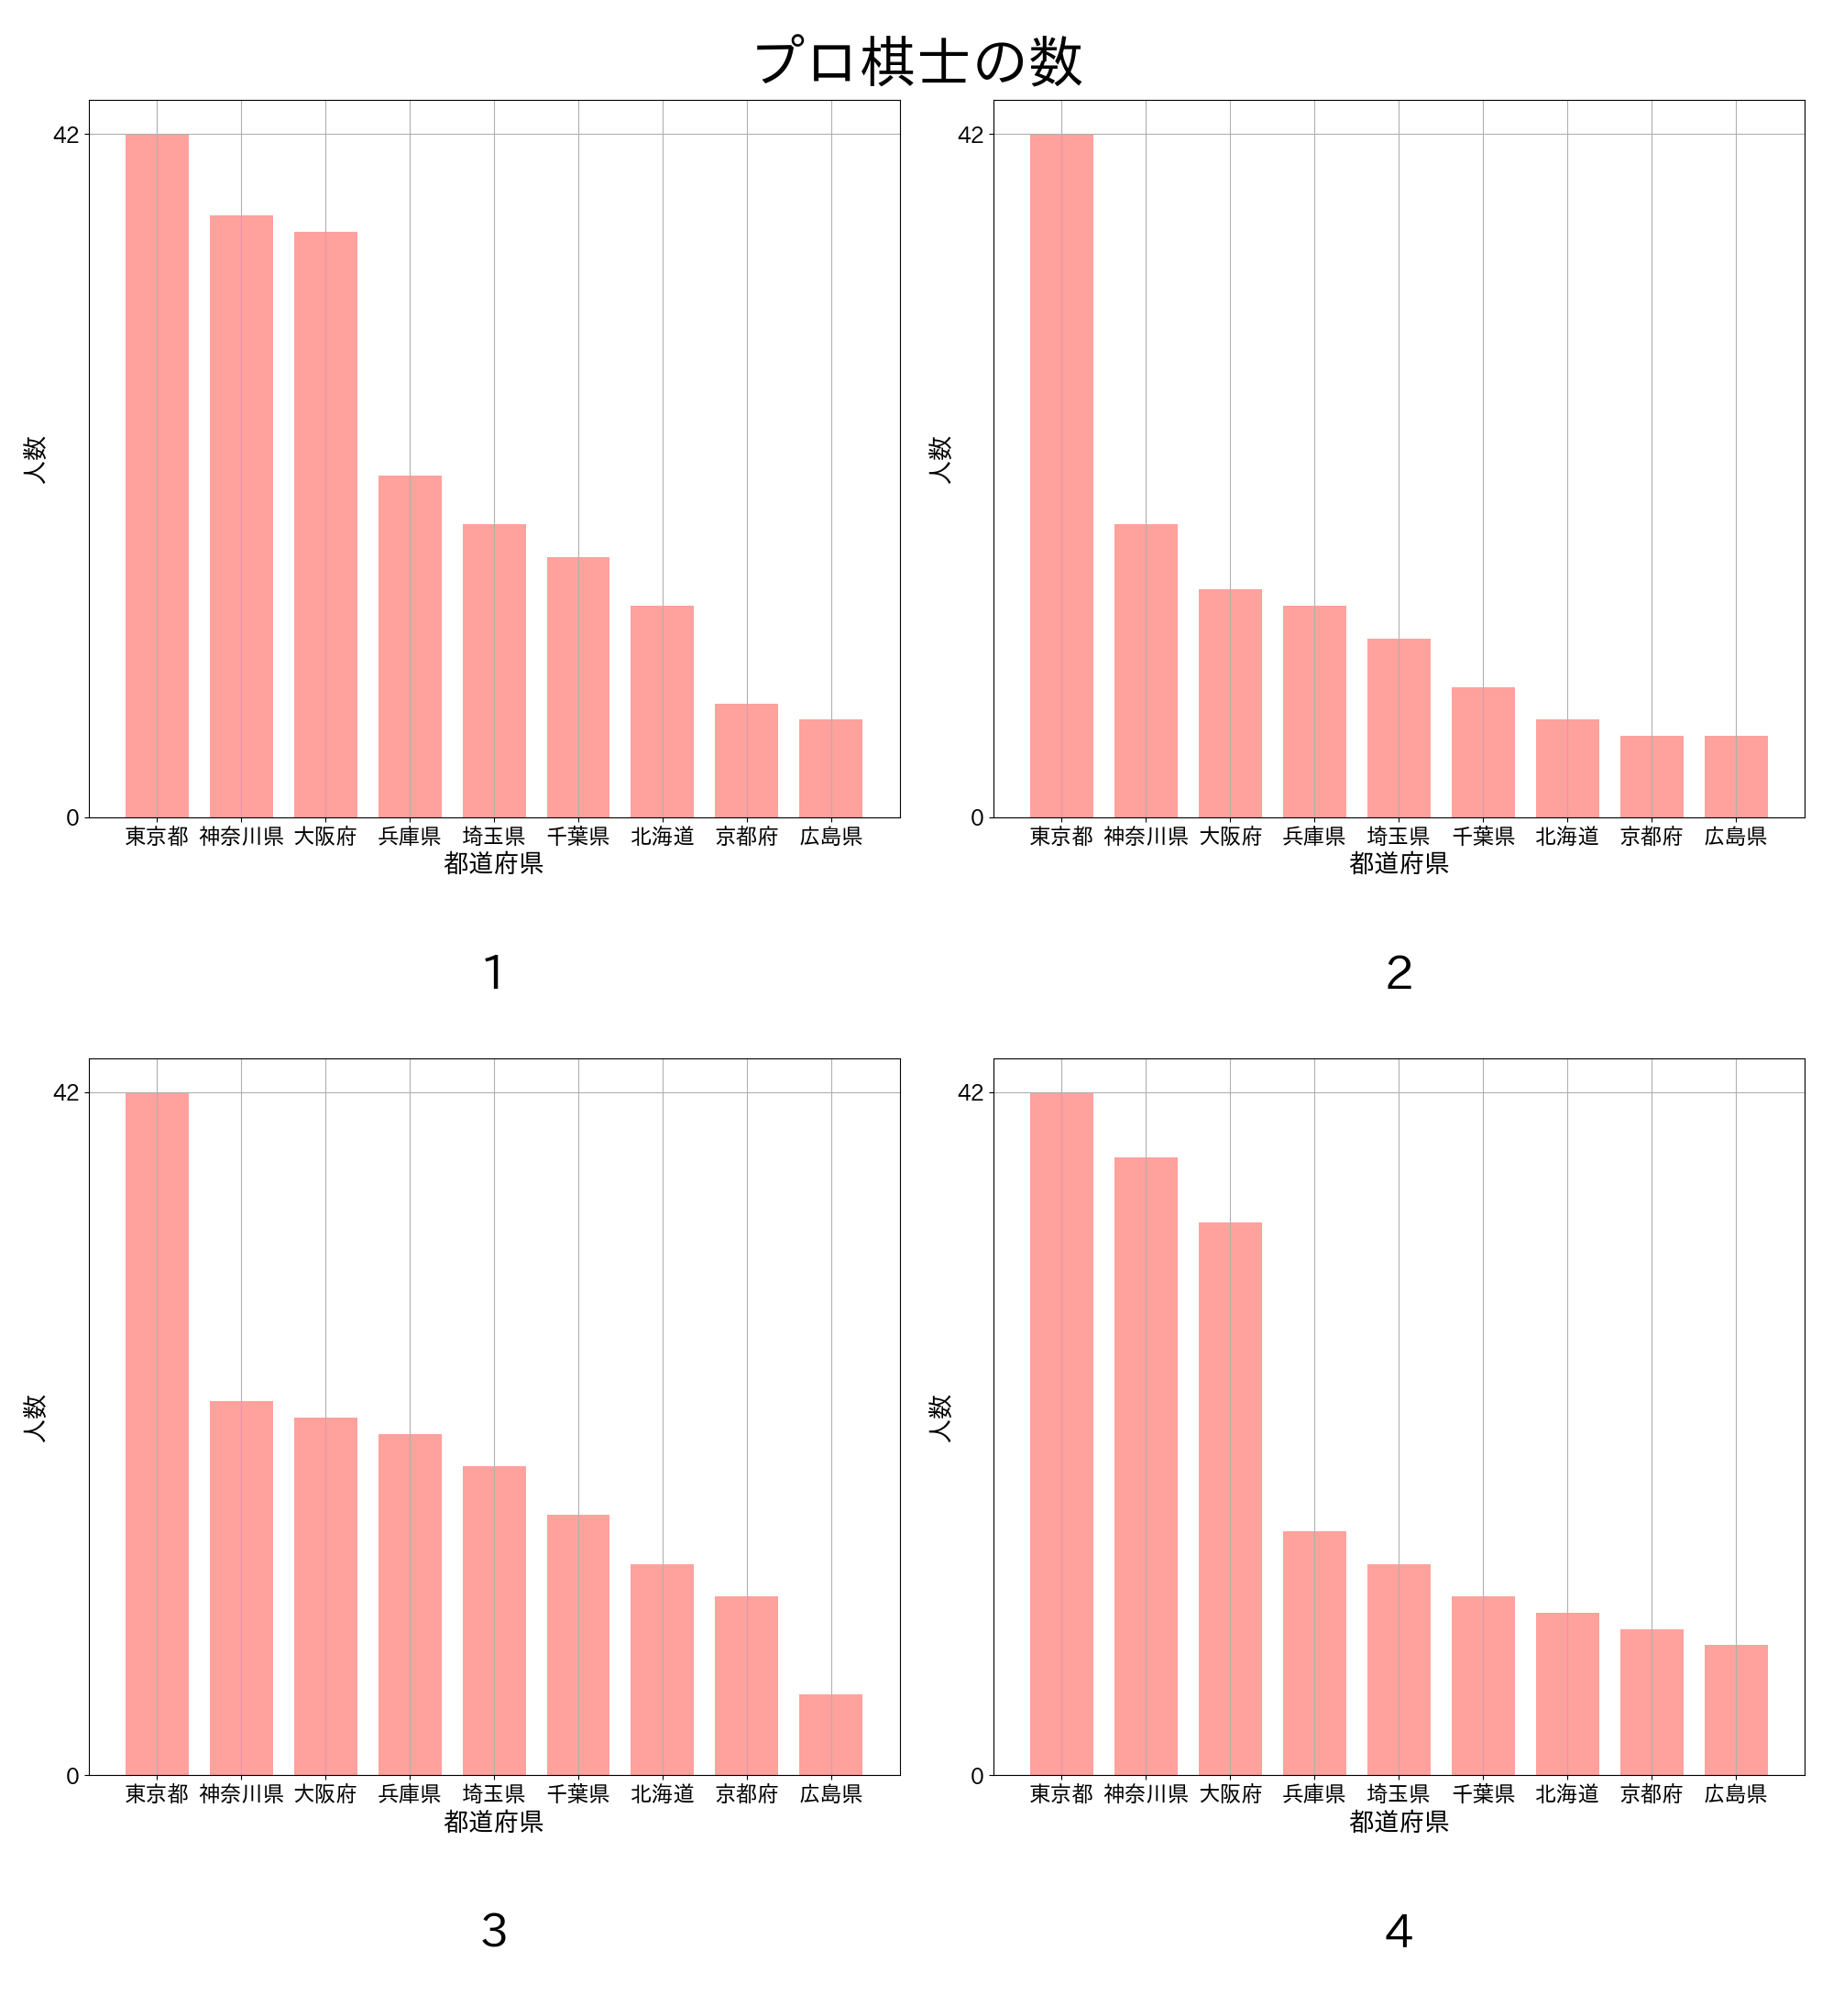 プロ棋士の数
42
0
人数
東京都 神奈川県 大阪府 兵庫県 埼玉県 千葉県 北海道 京都府 広島県
都道府県
1
42
0
人数
東京都 神奈川県 大阪府 兵庫県 埼玉県 千葉県 北海道 京都府 広島県
都道府県
2
42
0
人数
東京都 神奈川県 大阪府 兵庫県 埼玉県 千葉県 北海道 京都府 広島県
都道府県
3
42
0
人数
東京都 神奈川県 大阪府 兵庫県 埼玉県 千葉県 北海道 京都府 広島県
都道府県
4